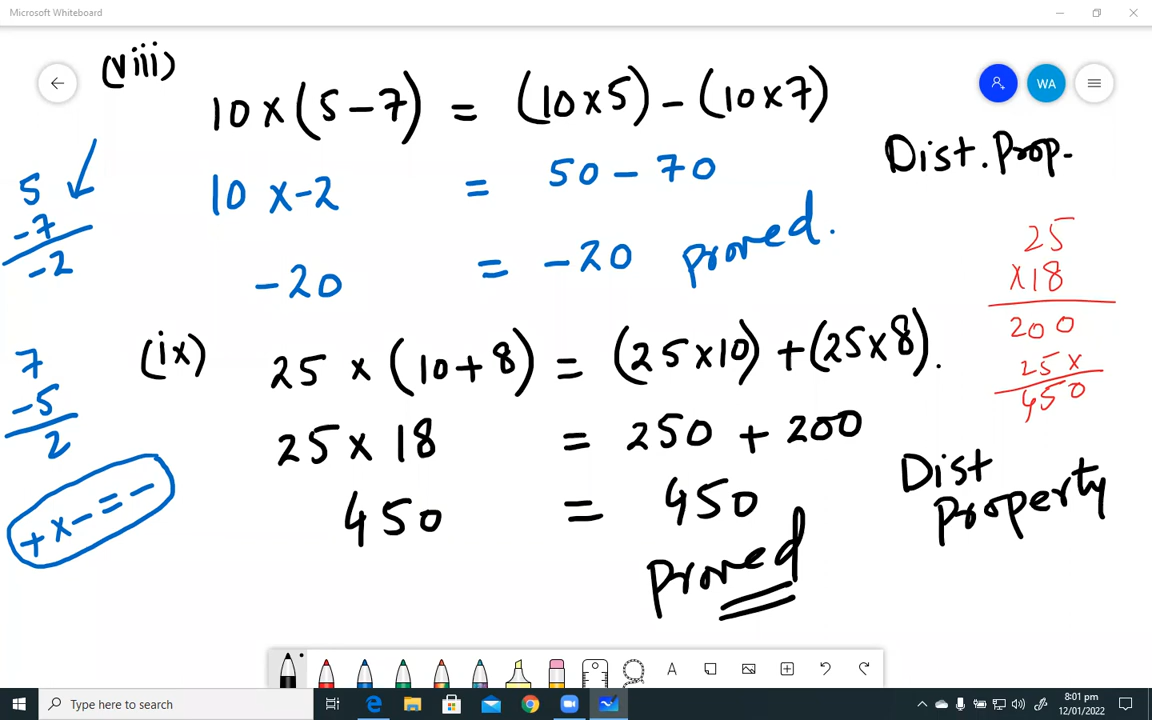 Microsoft Whiteboard
(viii)
10 x (5 - 7) = (10 x 5) - (10 x 7)
Dist. Prop.
10 x -2 = 50 - 70
-20 = -20 proved.
5
-7
-2
7
-5
2
+ x - = -
25
x18
200
25x
450
(ix) 25 x (10 + 8) = (25 x 10) + (25 x 8).
25 x 18 = 250 + 200
450 = 450
Proved
Dist
Property
WA
A
Type here to search
8:01 pm
12/01/2022